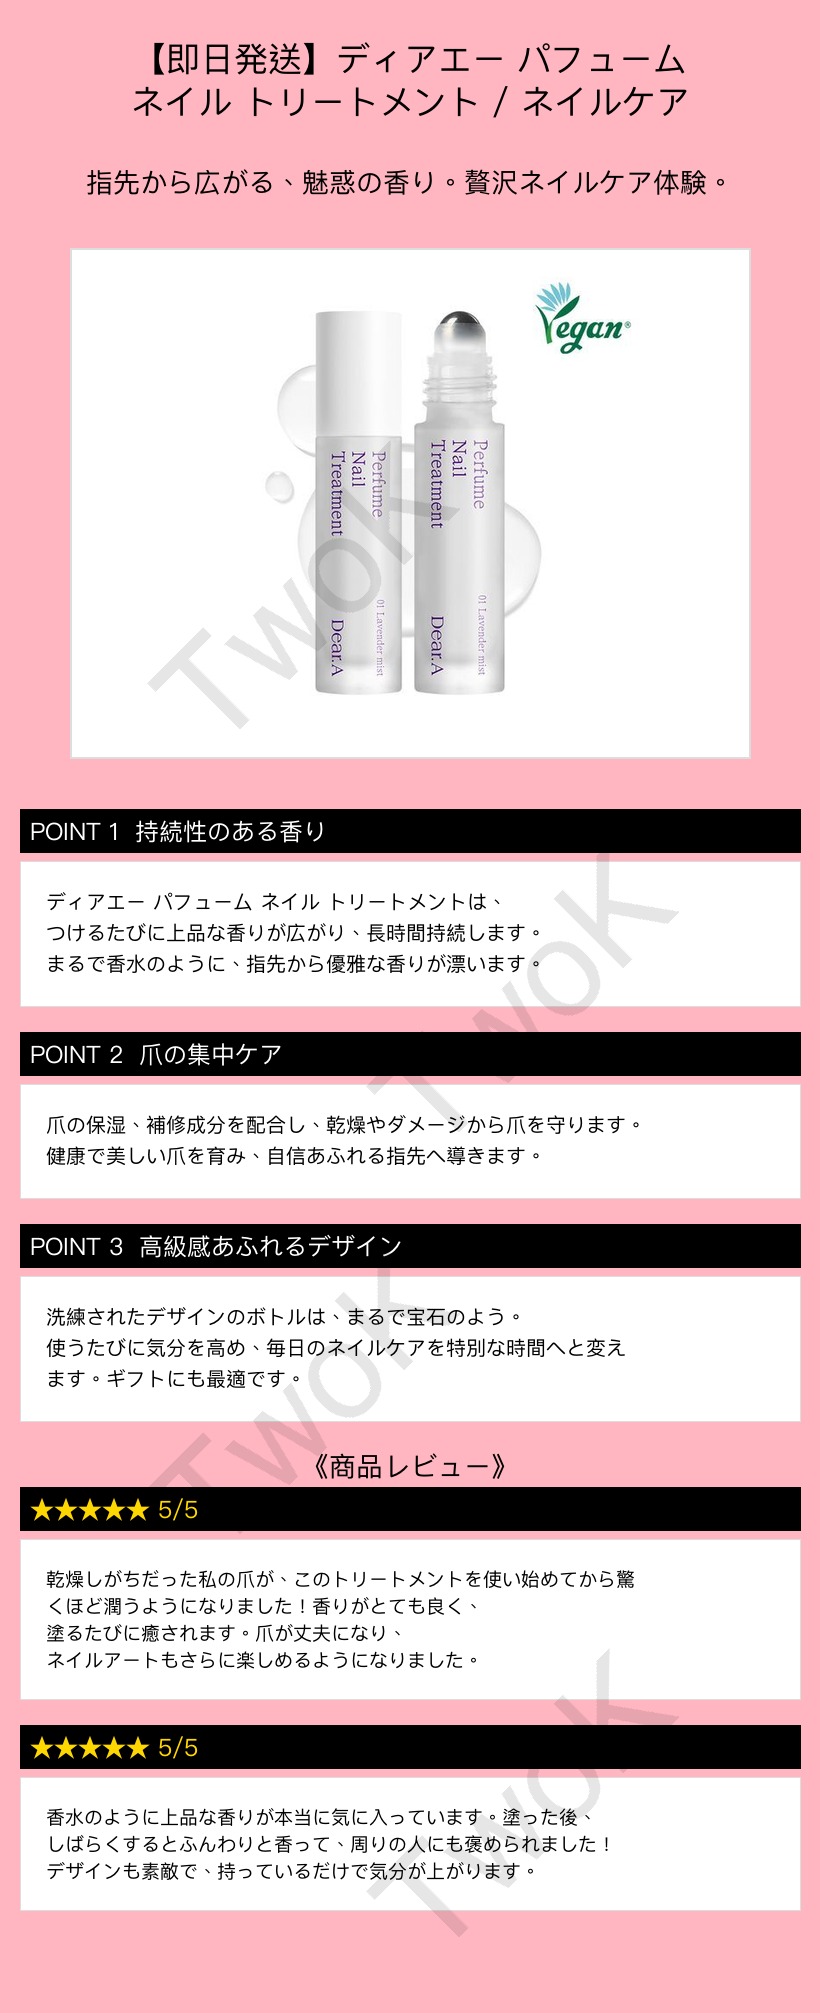 【即日発送】ディアエー パフューム
ネイル トリートメント / ネイルケア
指先から広がる、魅惑の香り。贅沢ネイルケア体験。
Vegan®
Perfume
Nail
Treatment
01 Lavender mist
Dear.A
Perfume
Nail
Treatment
01 Lavender mist
Dear.A
TwoK
POINT 1 持続性のある香り
ディアエー パフューム ネイル トリートメントは、
つけるたびに上品な香りが広がり、長時間持続します。
まるで香水のように、指先から優雅な香りが漂います。
TwoK
POINT 2 爪の集中ケア
爪の保湿、補修成分を配合し、乾燥やダメージから爪を守ります。
健康で美しい爪を育み、自信あふれる指先へ導きます。
POINT 3 高級感あふれるデザイン
洗練されたデザインのボトルは、まるで宝石のよう。
使うたびに気分を高め、毎日のネイルケアを特別な時間へと変え
ます。ギフトにも最適です。
TwoK
《商品レビュー》
★★★★★ 5/5
乾燥しがちだった私の爪が、このトリートメントを使い始めてから驚
くほど潤うようになりました！香りがとても良く、
塗るたびに癒されます。爪が丈夫になり、
ネイルアートもさらに楽しめるようになりました。
★★★★★ 5/5
香水のように上品な香りが本当に気に入っています。塗った後、
しばらくするとふんわりと香って、周りの人にも褒められました！
デザインも素敵で、持っているだけで気分が上がります。
TwoK